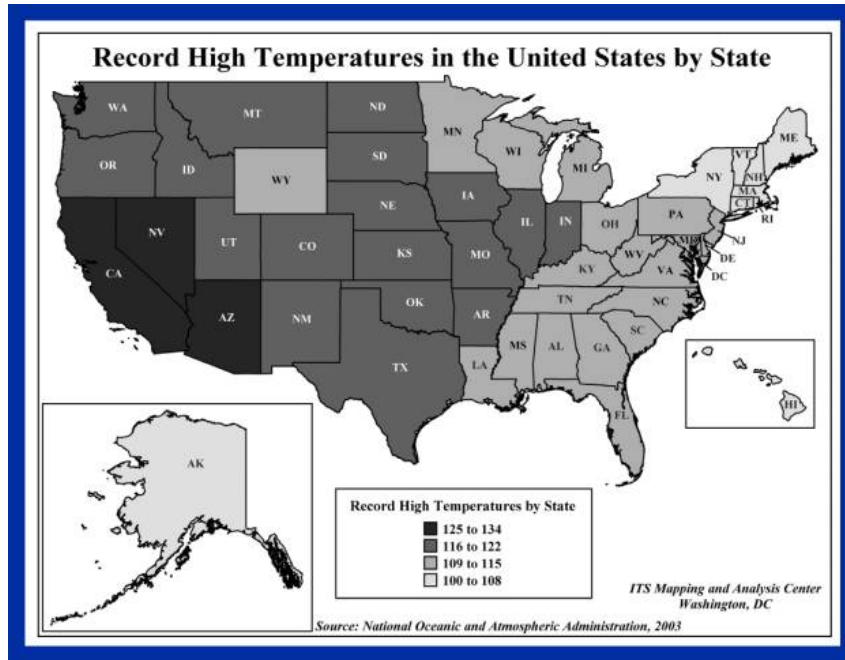 Record High Temperatures in the United States by State
WA
MT
ND
MN
ME
OR
ID
SD
WI
MI
VT
NH
NY
MA
CT
RI
WY
NE
IA
IL
IN
OH
PA
NJ
NV
UT
CO
KS
MO
KY
WV
VA
MD
DE
DC
CA
AZ
NM
OK
AR
TN
NC
SC
TX
LA
MS
AL
GA
FL
HI
AK
Record High Temperatures by State
125 to 134
116 to 122
109 to 115
100 to 108
ITS Mapping and Analysis Center
Washington, DC
Source: National Oceanic and Atmospheric Administration, 2003